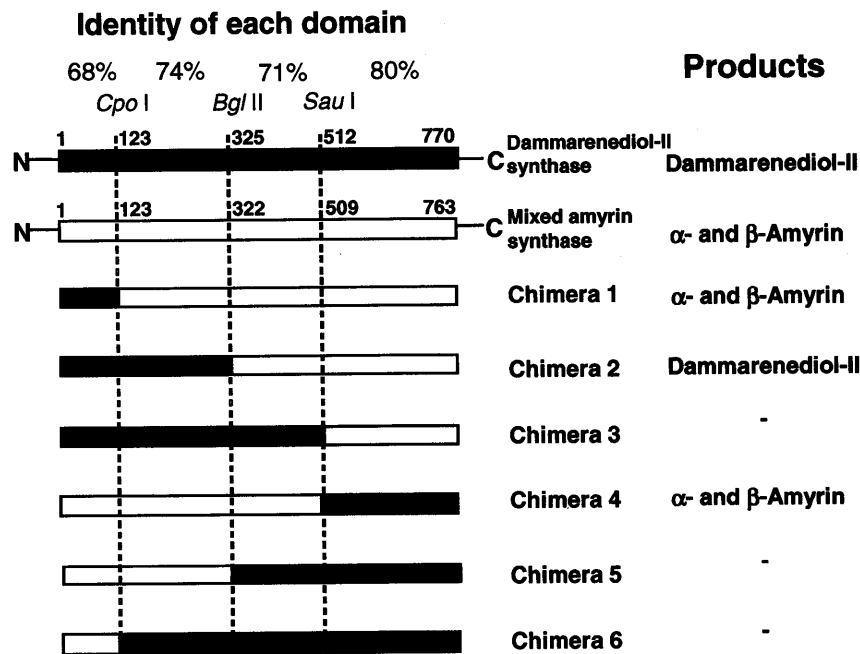 Identity of each domain
68% 74% 71% 80% Products
Cpo I Bgl II Sau I
1 123 325 512 770
N C Dammarenediol-II synthase Dammarenediol-II
1 123 322 509 763
N C Mixed amyrin synthase α- and β-Amyrin
Chimera 1 α- and β-Amyrin
Chimera 2 Dammarenediol-II
Chimera 3 -
Chimera 4 α- and β-Amyrin
Chimera 5 -
Chimera 6 -